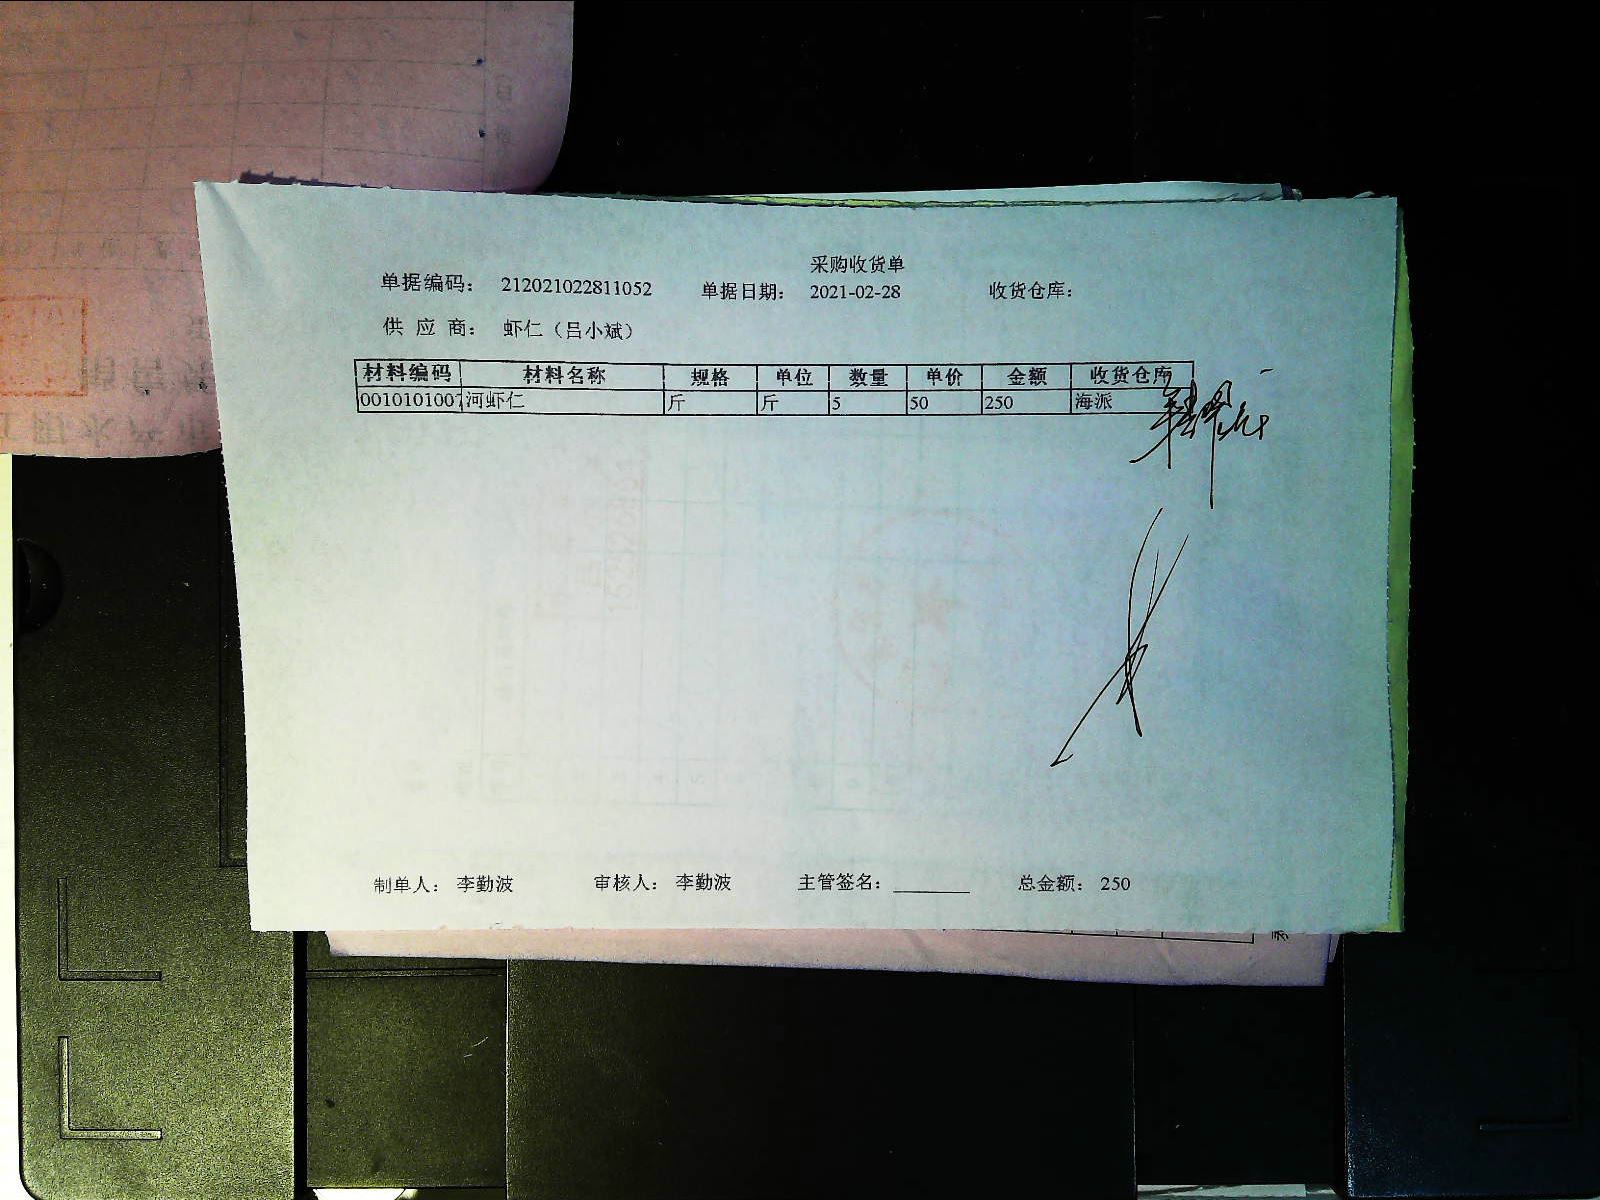 采购收货单
单据编码： 212021022811052 单据日期： 2021-02-28 收货仓库：
供 应 商： 虾仁（吕小斌）
材料编码 材料名称 规格 单位 数量 单价 金额 收货仓库
0010101007 河虾仁 斤 斤 5 50 250 海派
制单人： 李勤波 审核人： 李勤波 主管签名：________ 总金额： 250